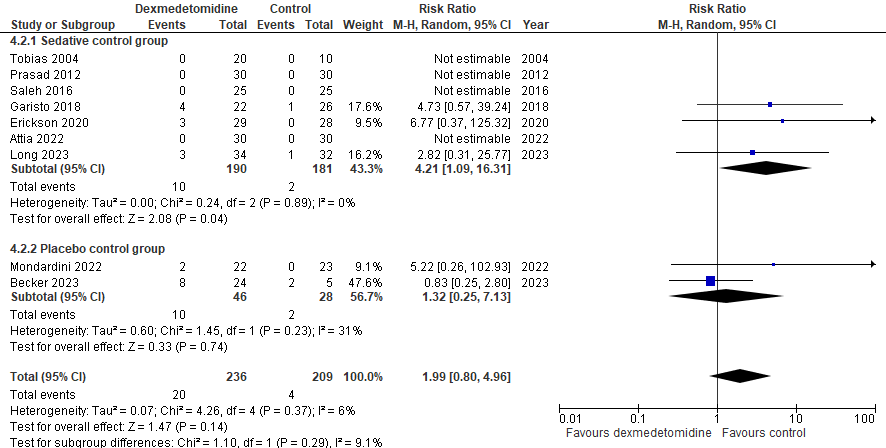 Dexmedetomidine Control Risk Ratio Risk Ratio
Study or Subgroup Events Total Events Total Weight M-H, Random, 95% CI Year M-H, Random, 95% CI
4.2.1 Sedative control group
Tobias 2004 0 20 0 10 Not estimable 2004
Prasad 2012 0 30 0 30 Not estimable 2012
Saleh 2016 0 25 0 25 Not estimable 2016
Garisto 2018 4 22 1 26 17.6% 4.73 [0.57, 39.24] 2018
Erickson 2020 3 29 0 28 9.5% 6.77 [0.37, 125.32] 2020
Attia 2022 0 30 0 30 Not estimable 2022
Long 2023 3 34 1 32 16.2% 2.82 [0.31, 25.77] 2023
Subtotal (95% CI) 190 181 43.3% 4.21 [1.09, 16.31]
Total events 10 2
Heterogeneity: Tau² = 0.00; Chi² = 0.24, df = 2 (P = 0.89); I² = 0%
Test for overall effect: Z = 2.08 (P = 0.04)
4.2.2 Placebo control group
Mondardini 2022 2 22 0 23 9.1% 5.22 [0.26, 102.93] 2022
Becker 2023 8 24 2 5 47.6% 0.83 [0.25, 2.80] 2023
Subtotal (95% CI) 46 28 56.7% 1.32 [0.25, 7.13]
Total events 10 2
Heterogeneity: Tau² = 0.60; Chi² = 1.45, df = 1 (P = 0.23); I² = 31%
Test for overall effect: Z = 0.33 (P = 0.74)
Total (95% CI) 236 209 100.0% 1.99 [0.80, 4.96]
Total events 20 4
Heterogeneity: Tau² = 0.07; Chi² = 4.26, df = 4 (P = 0.37); I² = 6%
Test for overall effect: Z = 1.47 (P = 0.14)
Test for subgroup differences: Chi² = 1.10, df = 1 (P = 0.29), I² = 9.1%
0.01 0.1 1 10 100
Favours dexmedetomidine Favours control